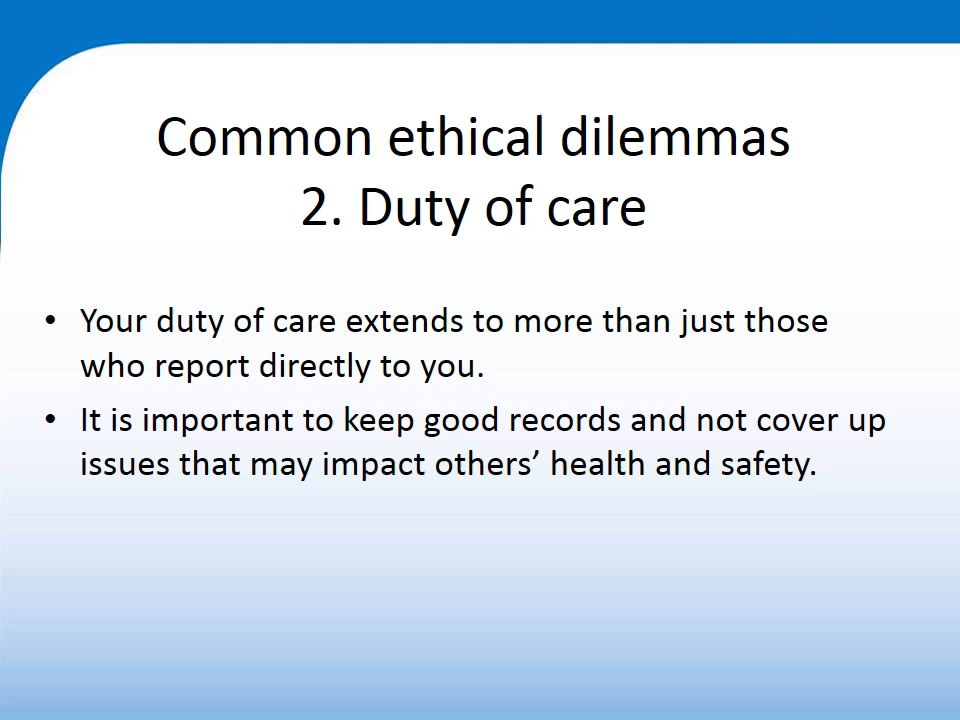 Common ethical dilemmas
2. Duty of care
• Your duty of care extends to more than just those
who report directly to you.
• It is important to keep good records and not cover up
issues that may impact others’ health and safety.